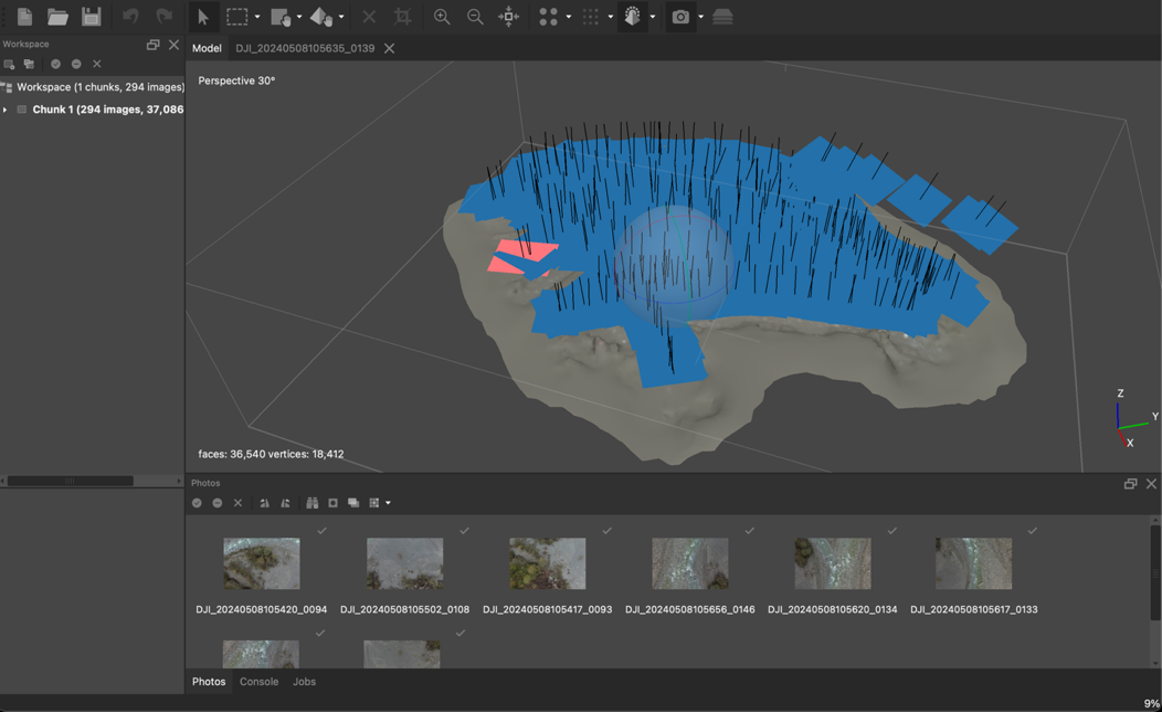 Workspace
Workspace (1 chunks, 294 images)
Chunk 1 (294 images, 37,086
Model DJI_20240508105635_0139
Perspective 30°
Z
Y
X
faces: 36,540 vertices: 18,412
Photos
DJI_20240508105420_0094 DJI_20240508105502_0108 DJI_20240508105417_0093 DJI_20240508105656_0146 DJI_20240508105620_0134 DJI_20240508105617_0133
Photos Console Jobs
9%